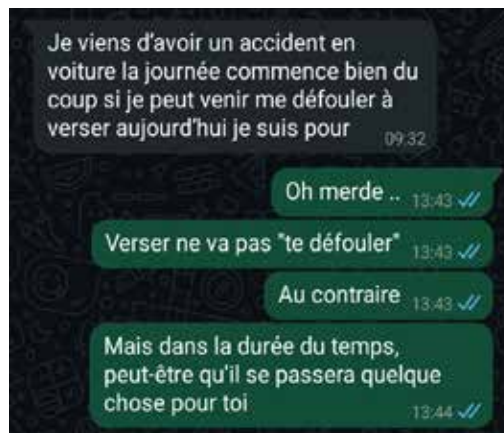 Je viens d'avoir un accident en
voiture la journée commence bien du
coup si je peut venir me défouler à
verser aujourd'hui je suis pour
09:32
Oh merde .. 13:43
Verser ne va pas "te défouler" 13:43
Au contraire 13:43
Mais dans la durée du temps,
peut-être qu'il se passera quelque
chose pour toi 13:44